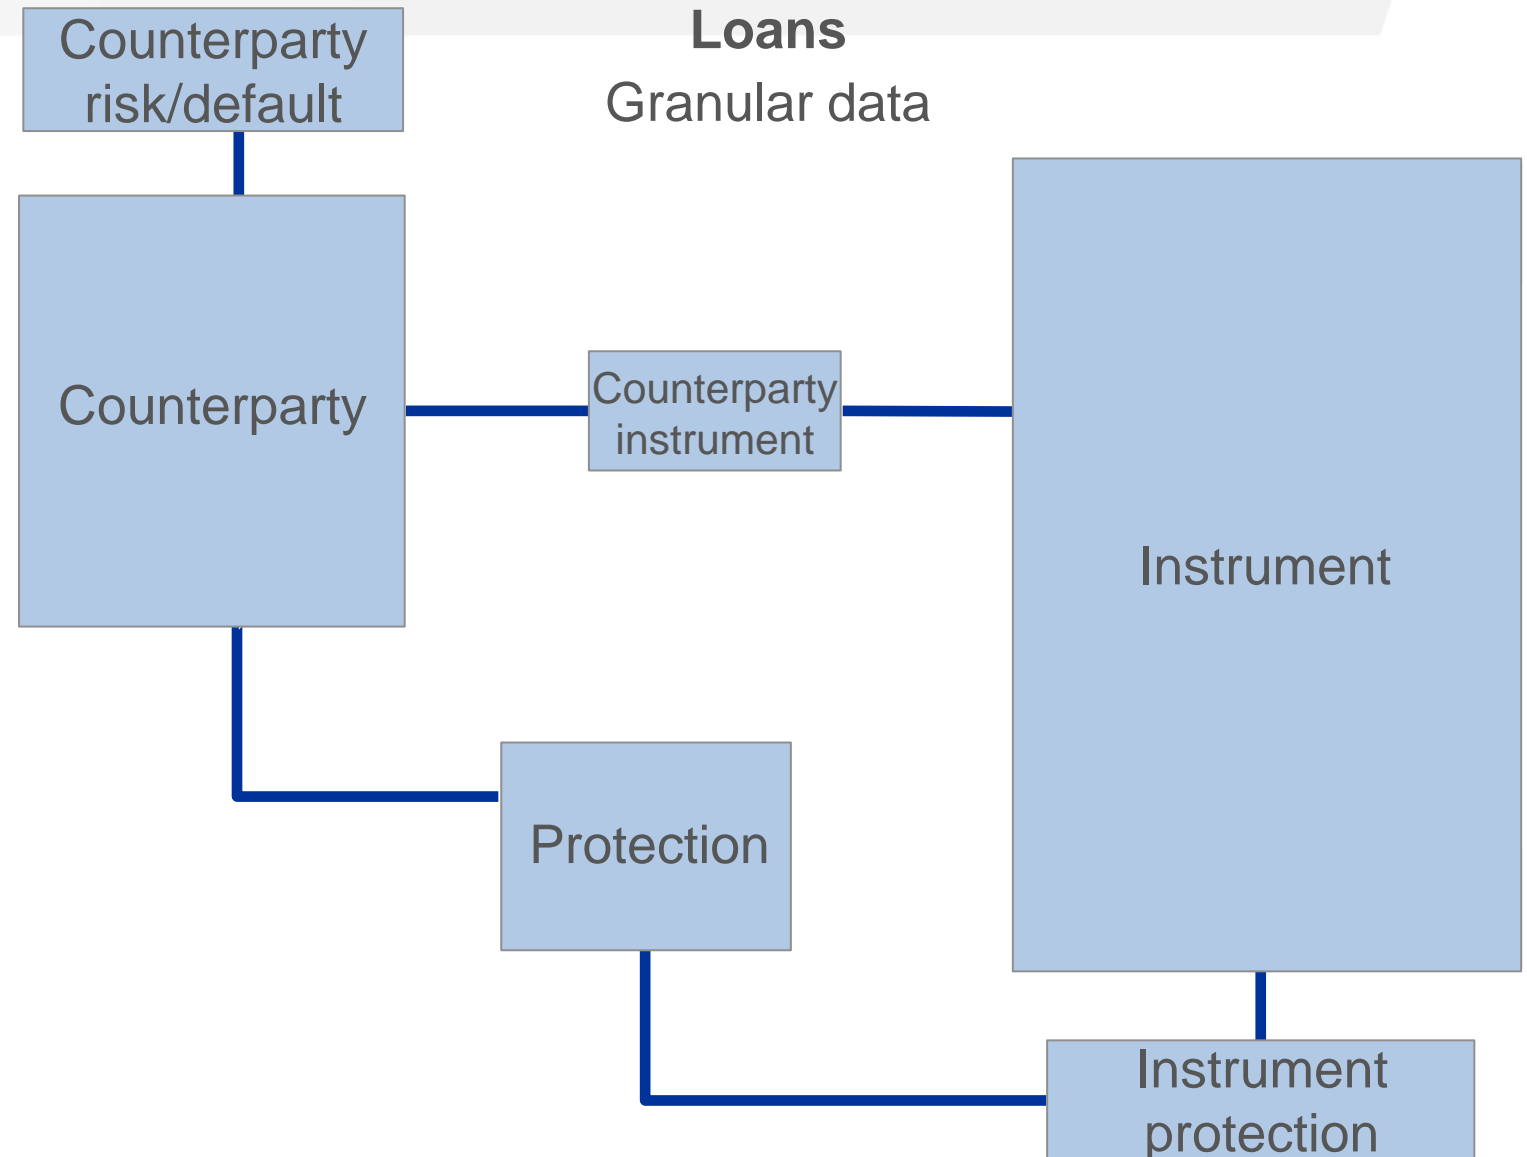 Loans
Granular data
Counterparty
risk/default
Counterparty
Counterparty
instrument
Instrument
Protection
Instrument
protection